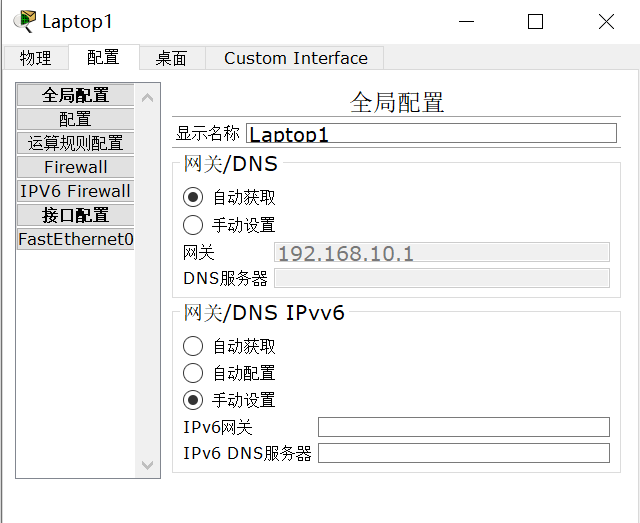 Laptop1
物理 配置 桌面 Custom Interface
全局配置
配置
运算规则配置
Firewall
IPV6 Firewall
接口配置
FastEthernet0
全局配置
显示名称 Laptop1
网关/DNS
自动获取
手动设置
网关 192.168.10.1
DNS服务器
网关/DNS IPvv6
自动获取
自动配置
手动设置
IPv6网关
IPv6 DNS服务器